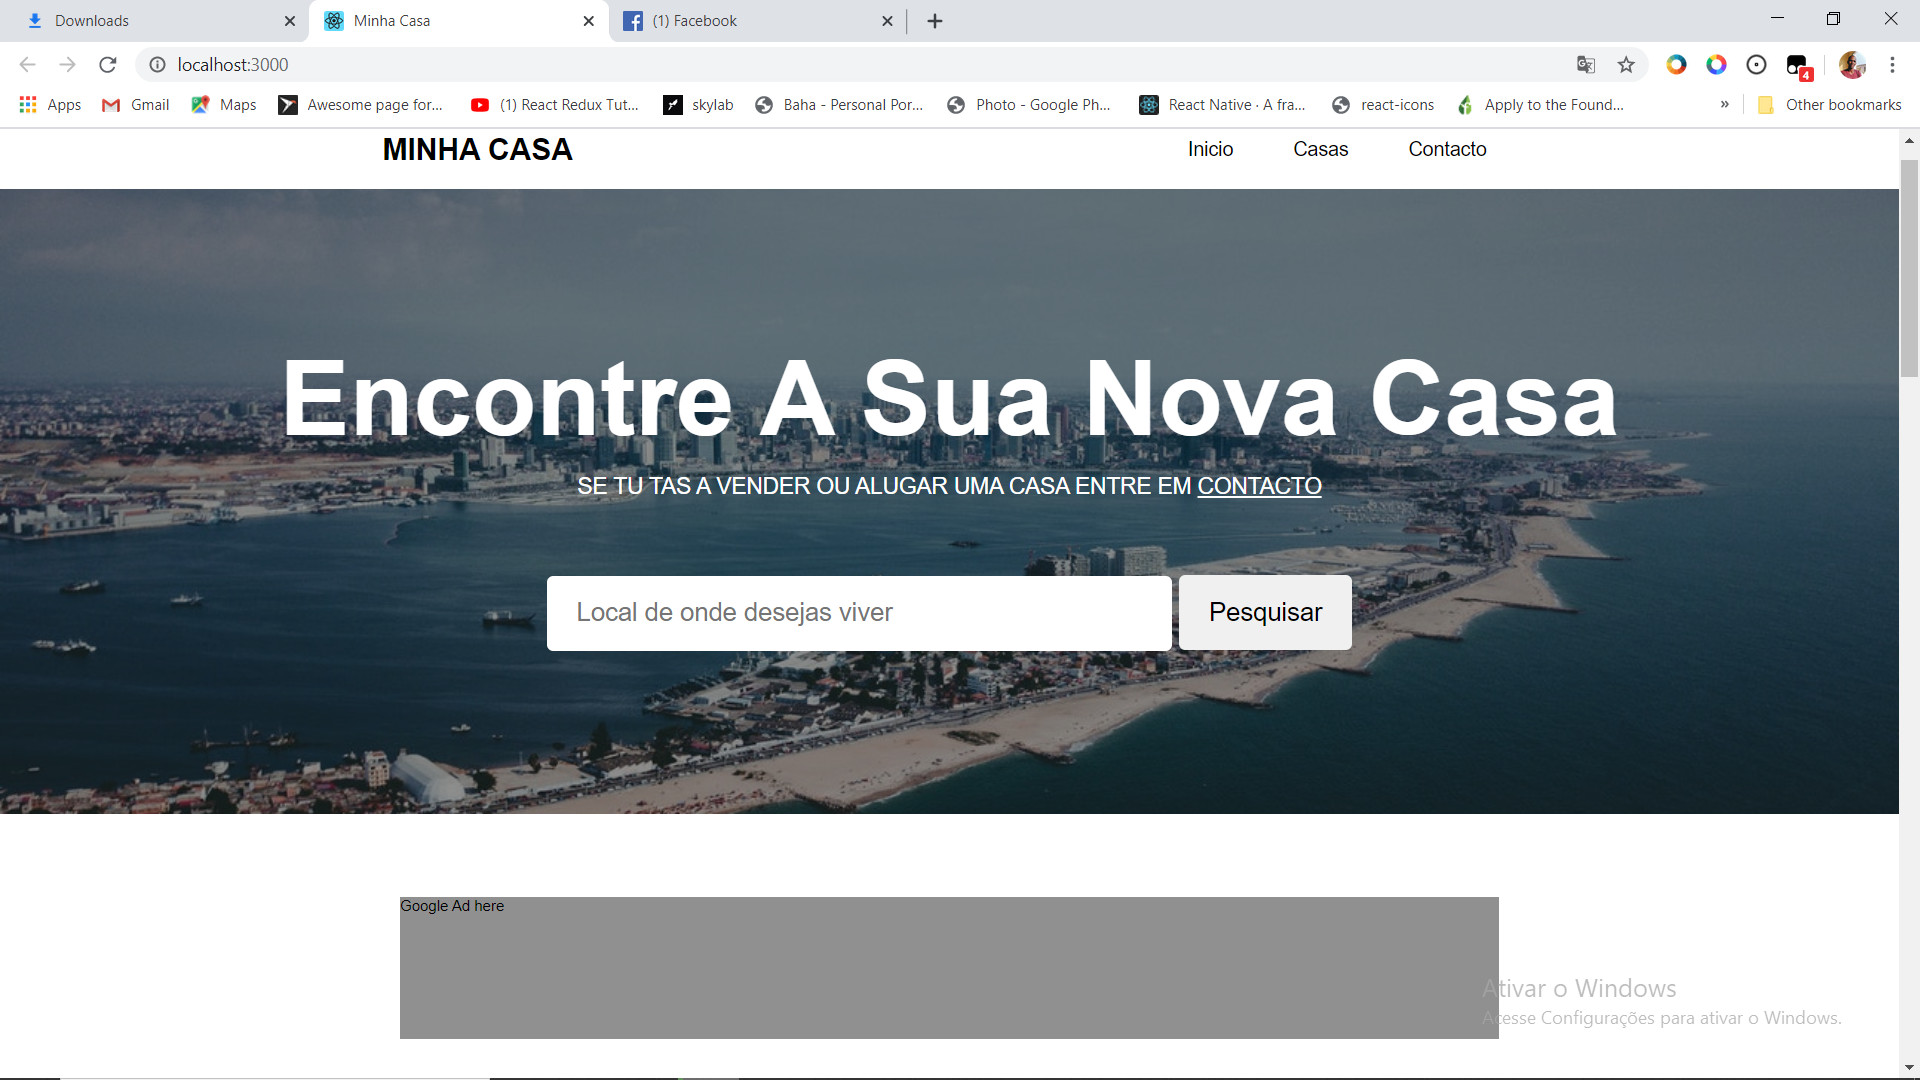 Downloads
Minha Casa
(1) Facebook
localhost:3000
Apps
Gmail
Maps
Awesome page for...
(1) React Redux Tut...
skylab
Baha - Personal Por...
Photo - Google Ph...
React Native · A fra...
react-icons
Apply to the Found...
»
Other bookmarks
4
MINHA CASA
Inicio
Casas
Contacto
Encontre A Sua Nova Casa
SE TU TAS A VENDER OU ALUGAR UMA CASA ENTRE EM CONTACTO
Local de onde desejas viver
Pesquisar
Google Ad here
Ativar o Windows
Acesse Configurações para ativar o Windows.